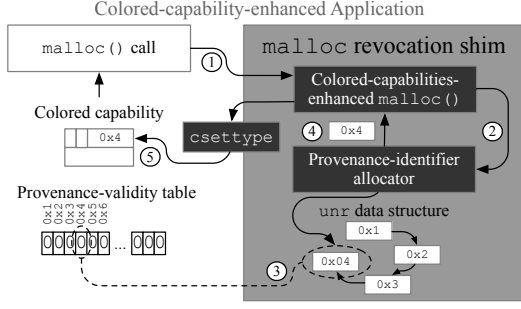 Colored-capability-enhanced Application
malloc() call
①
malloc revocation shim
Colored-capabilities-
enhanced malloc()
Colored capability
csettype
④ 0x4
②
0x4
⑤
Provenance-identifier
allocator
Provenance-validity table
0x1 0x2 0x3 0x4 0x5 0x6
unr data structure
0x1
0 0 0 0 0 0 ... 0 0 0
0x2
③
0x04
0x3